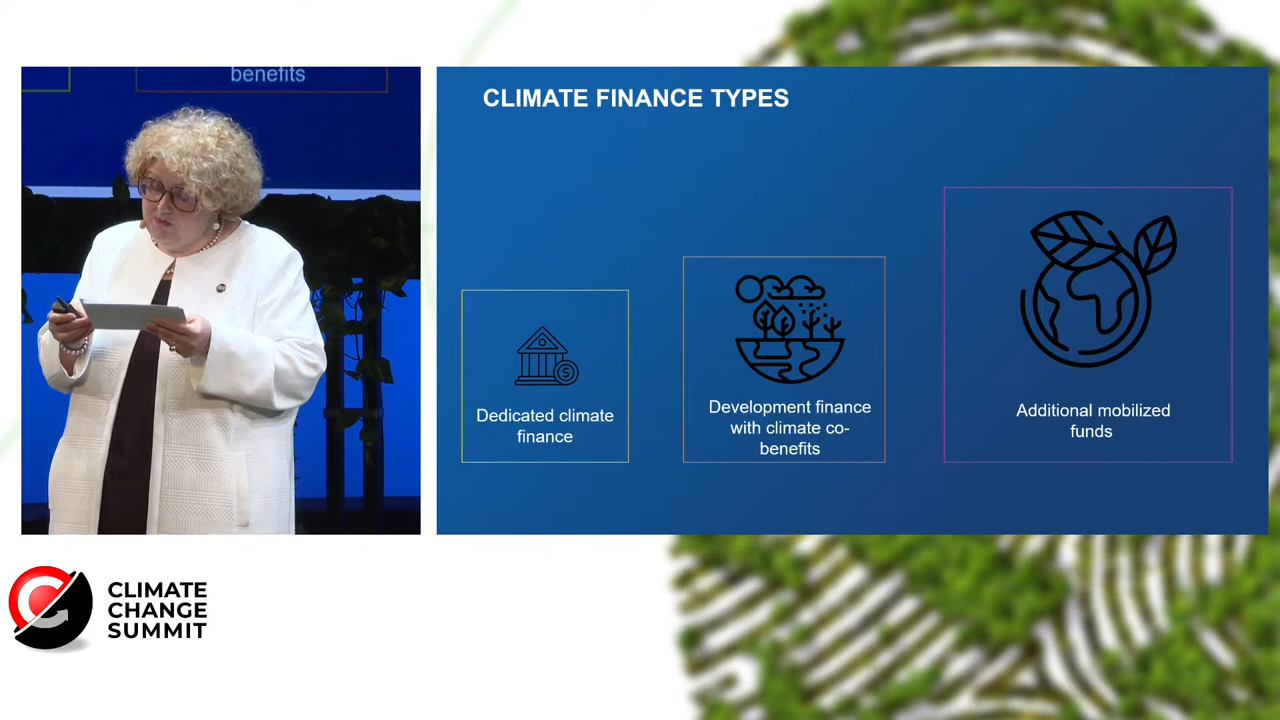 benefits
CLIMATE FINANCE TYPES
Dedicated climate
finance
Development finance
with climate co-
benefits
Additional mobilized
funds
CLIMATE
CHANGE
SUMMIT